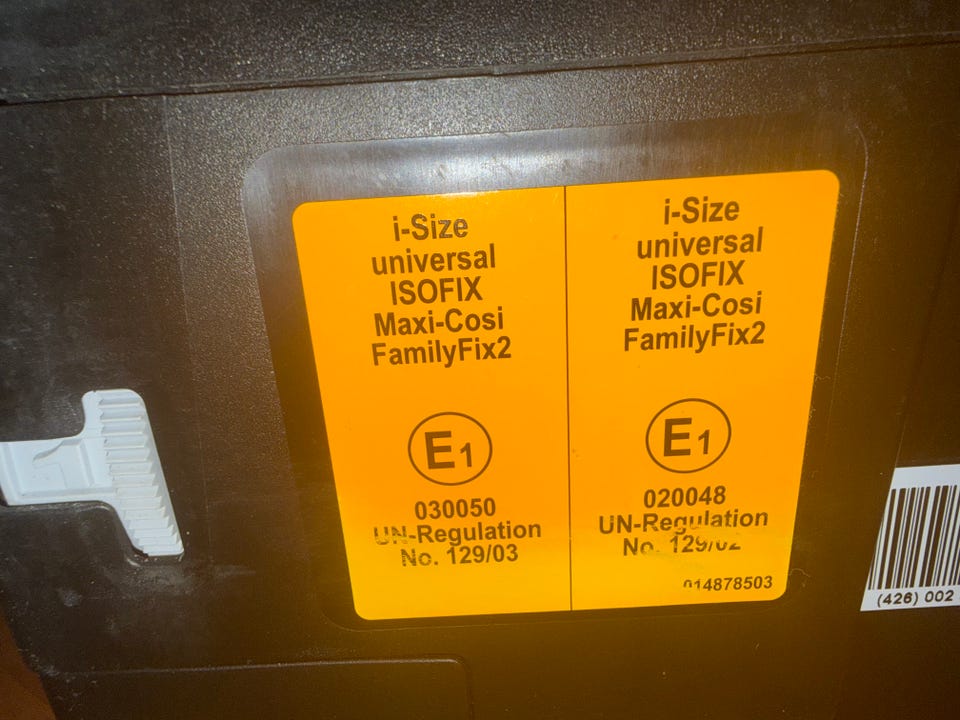 i-Size
universal
ISOFIX
Maxi-Cosi
FamilyFix2
E1
030050
UN-Regulation
No. 129/03
i-Size
universal
ISOFIX
Maxi-Cosi
FamilyFix2
E1
020048
UN-Regulation
No. 129/02
014878503
(426) 002